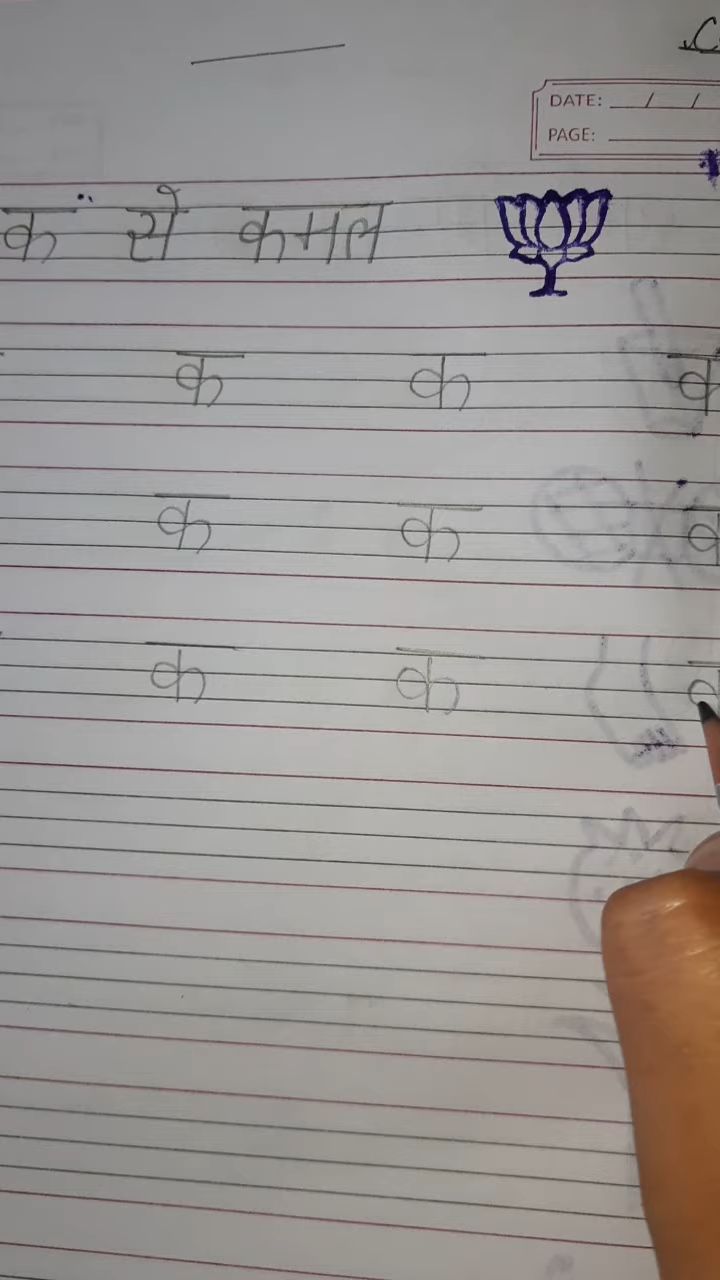 DATE: / /
PAGE:
क से कमल
क क क
क क क
क क